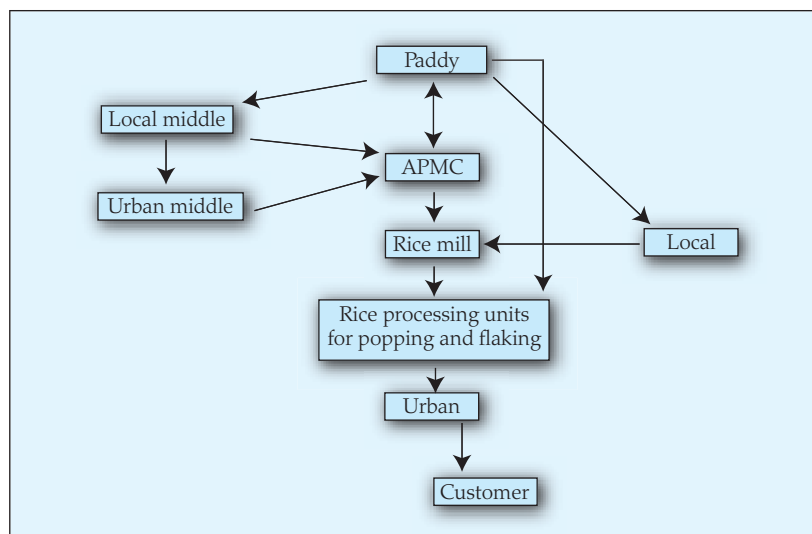 Paddy
Local middle
APMC
Urban middle
Rice mill
Local
Rice processing units
for popping and flaking
Urban
Customer